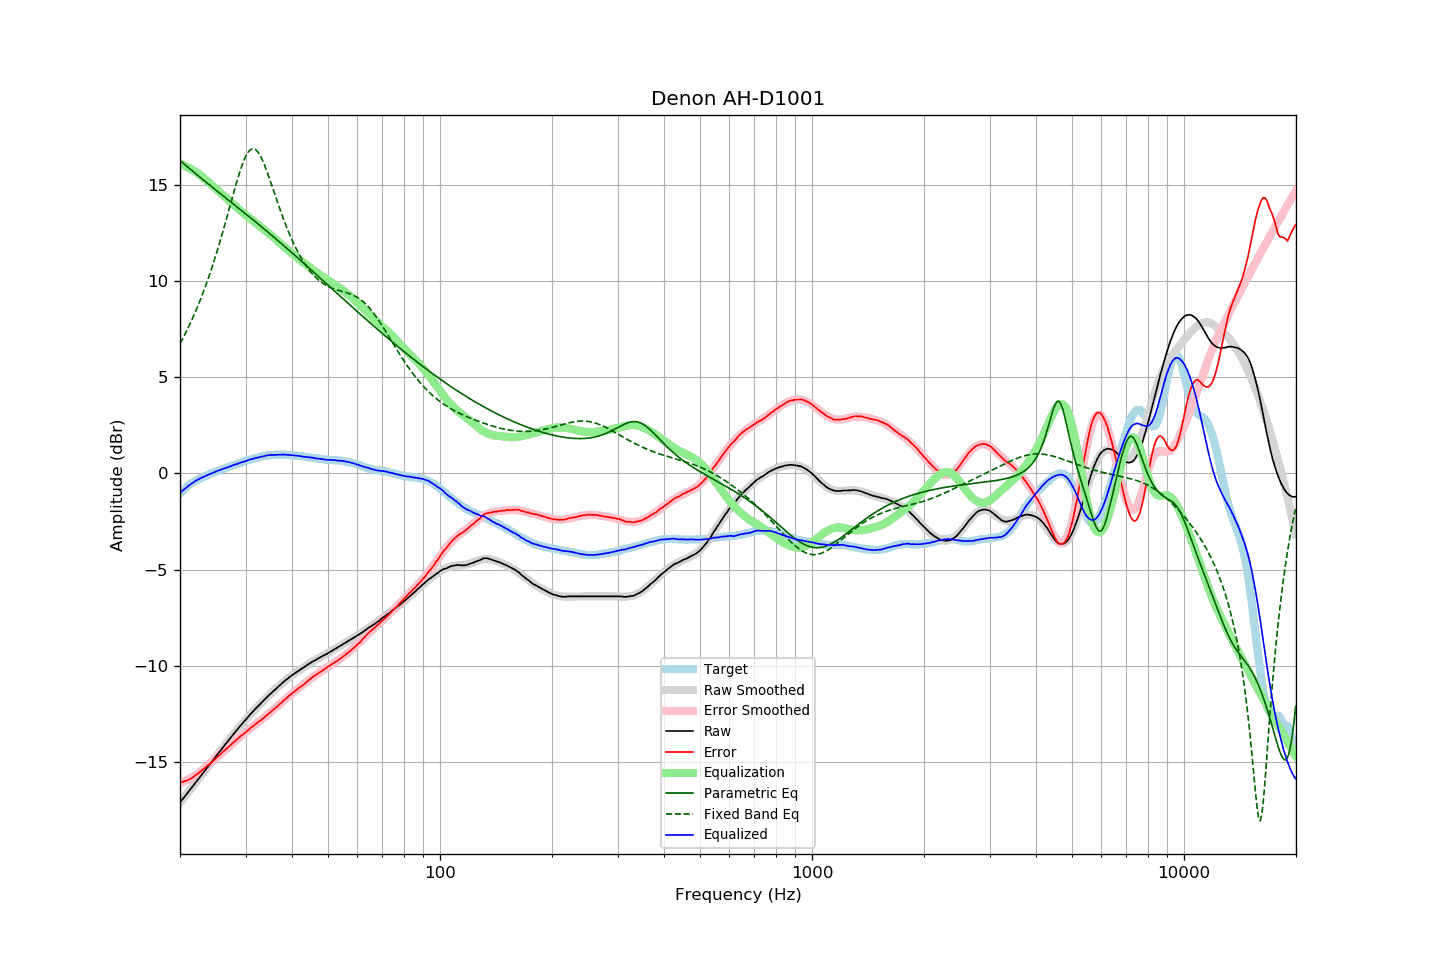 Denon AH-D1001
Amplitude (dBr)
15
10
5
0
−5
−10
−15
Target
Raw Smoothed
Error Smoothed
Raw
Error
Equalization
Parametric Eq
Fixed Band Eq
Equalized
100
1000
10000
Frequency (Hz)